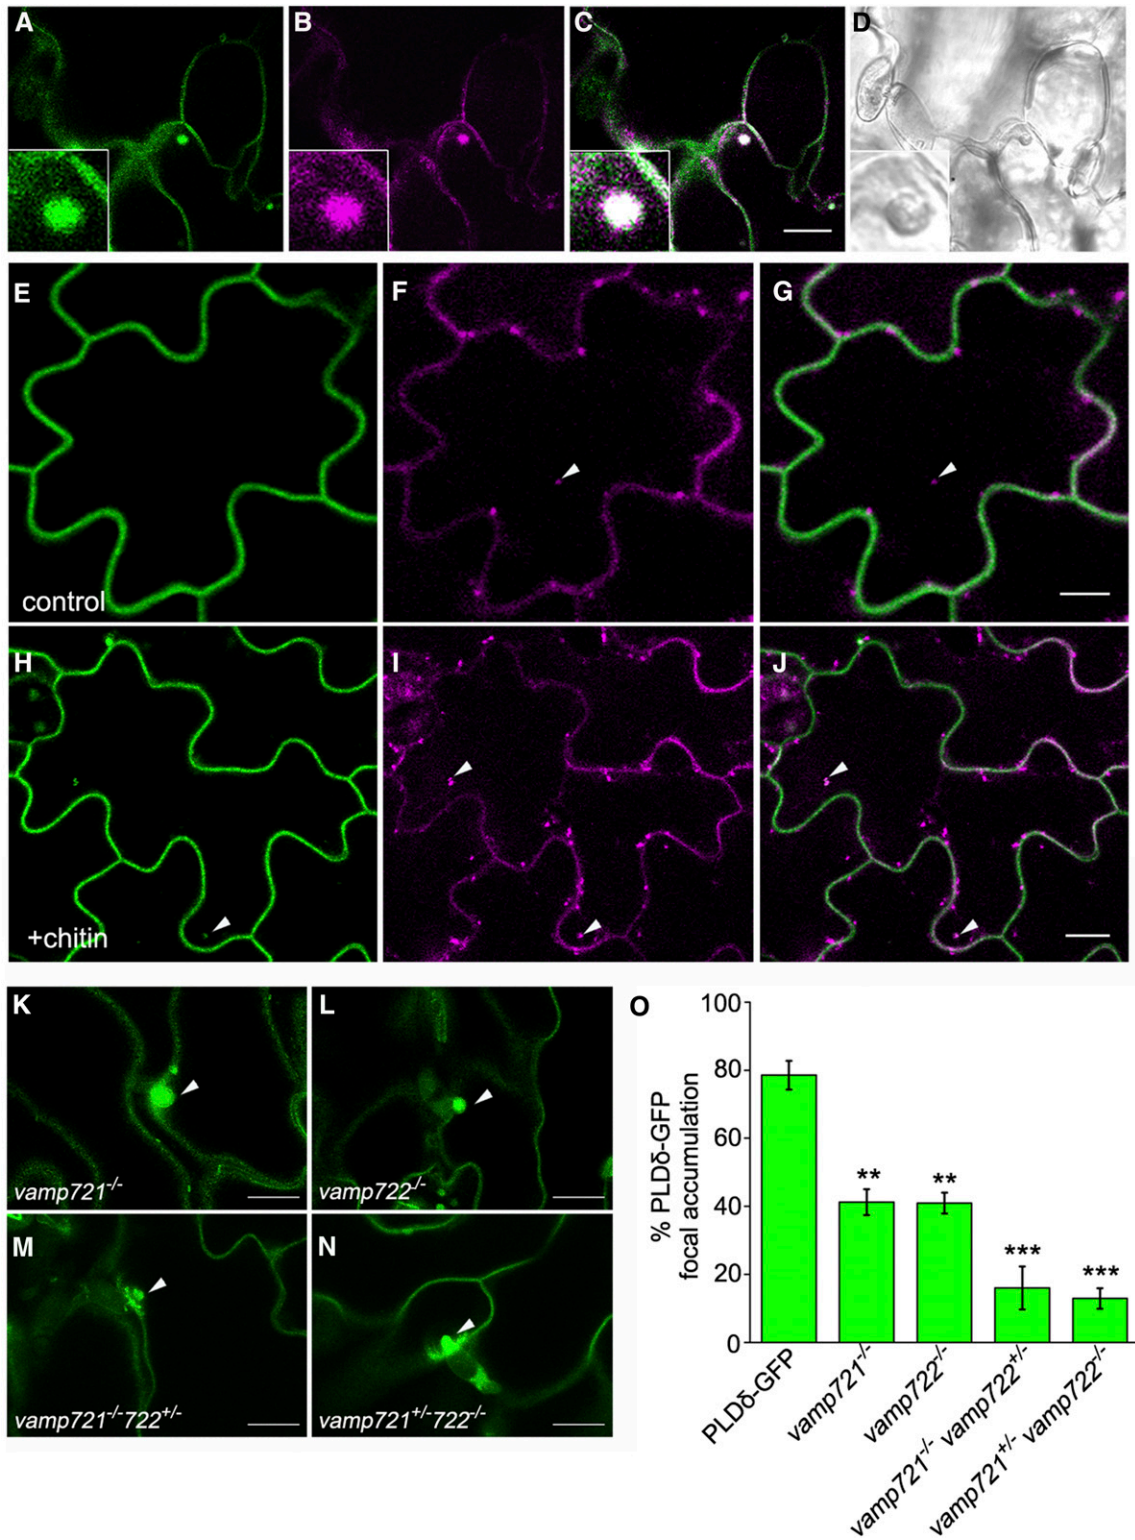 A
B
C
D
E
F
G
control
H
I
J
+chitin
K
L
vamp721-/-
vamp722-/-
M
N
vamp721-/-722+/-
vamp721+/-722-/-
O
% PLDδ-GFP
focal accumulation
100
80
60
40
20
0
**
**
***
***
PLDδ-GFP
vamp721-/-
vamp722-/-
vamp721-/- vamp722+/-
vamp721+/- vamp722-/-